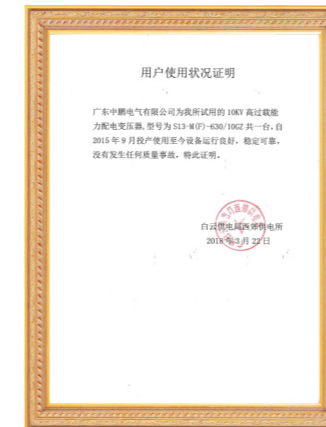 用户使用状况证明
广东中鹏电气有限公司为我所试用的 10KV 高过载能
力配电变压器,型号为 S13-M(F)-630/10GZ 共一台,自
2015 年 9 月投产使用至今设备运行良好，稳定可靠，
没有发生任何质量事故，特此证明。
白云供电局西郊供电所
2018 年 3 月 22 日